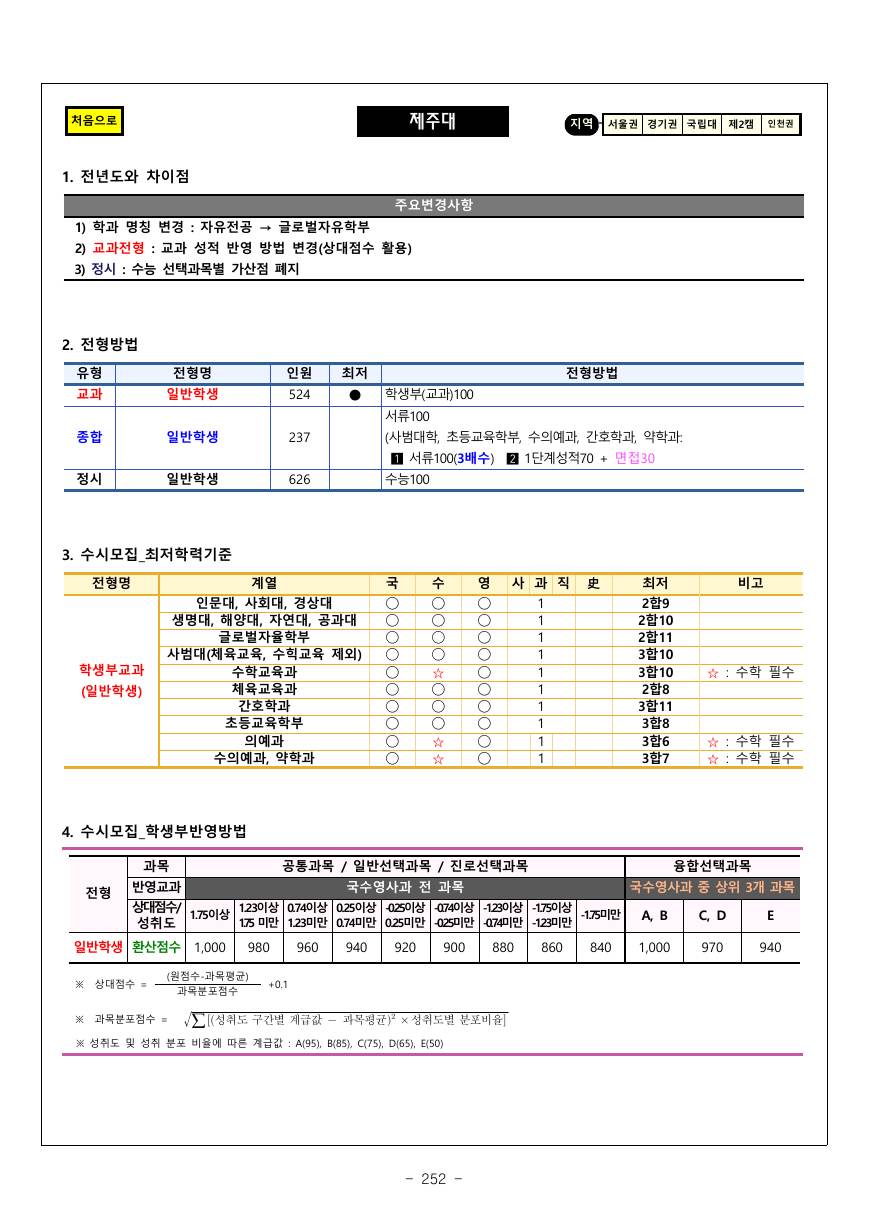 처음으로
제주대
지역 서울권 경기권 국립대 제2캠 인천권
1. 전년도와 차이점
주요변경사항
1) 학과 명칭 변경 : 자유전공 → 글로벌자유학부
2) 교과전형 : 교과 성적 반영 방법 변경(상대점수 활용)
3) 정시 : 수능 선택과목별 가산점 폐지
2. 전형방법
유형 전형명 인원 최저 전형방법
교과 일반학생 524 ● 학생부(교과)100
종합 일반학생 237 서류100
(사범대학, 초등교육학부, 수의예과, 간호학과, 약학과:
1 서류100(3배수) 2 1단계성적70 + 면접30
정시 일반학생 626 수능100
3. 수시모집_최저학력기준
전형명 계열 국 수 영 사 과 직 史 최저 비고
학생부교과
(일반학생)
인문대, 사회대, 경상대 ○ ○ ○ 1 2합9
생명대, 해양대, 자연대, 공과대 ○ ○ ○ 1 2합10
글로벌자율학부 ○ ○ ○ 1 2합11
사범대(체육교육, 수힉교육 제외) ○ ○ ○ 1 3합10
수학교육과 ○ ☆ ○ 1 3합10 ☆ : 수학 필수
체육교육과 ○ ○ ○ 1 2합8
간호학과 ○ ○ ○ 1 3합11
초등교육학부 ○ ○ ○ 1 3합8
의예과 ○ ☆ ○ 1 3합6 ☆ : 수학 필수
수의예과, 약학과 ○ ☆ ○ 1 3합7 ☆ : 수학 필수
4. 수시모집_학생부반영방법
전형 과목 공통과목 / 일반선택과목 / 진로선택과목 융합선택과목
반영교과 국수영사과 전 과목 국수영사과 중 상위 3개 과목
상대점수/성취도 1.75이상 1.23이상 1.75 미만 0.74이상 1.23미만 0.25이상 0.74미만 -0.25이상 0.25미만 -0.74이상 -0.25미만 -1.23이상 -0.74미만 -1.75이상 -1.23미만 -1.75미만 A, B C, D E
일반학생 환산점수 1,000 980 960 940 920 900 880 860 840 1,000 970 940
※ 상대점수 = (원점수-과목평균) / 과목분포점수 +0.1
※ 과목분포점수 = √∑[(성취도 구간별 계급값 − 과목평균)² × 성취도별 분포비율]
※ 성취도 및 성취 분포 비율에 따른 계급값 : A(95), B(85), C(75), D(65), E(50)
- 252 -